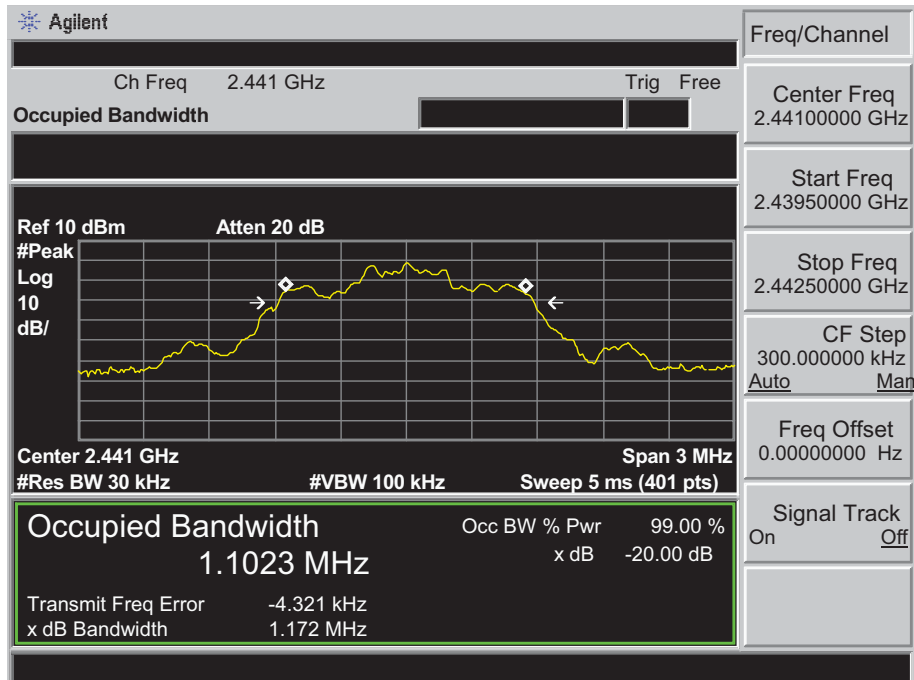 Agilent
Freq/Channel
Ch Freq 2.441 GHz Trig Free
Occupied Bandwidth
Center Freq
2.44100000 GHz
Start Freq
2.43950000 GHz
Ref 10 dBm Atten 20 dB
#Peak
Log
10
dB/
Stop Freq
2.44250000 GHz
CF Step
300.000000 kHz
Auto Man
Freq Offset
0.00000000 Hz
Center 2.441 GHz Span 3 MHz
#Res BW 30 kHz #VBW 100 kHz Sweep 5 ms (401 pts)
Signal Track
On Off
Occupied Bandwidth Occ BW % Pwr 99.00 %
1.1023 MHz x dB -20.00 dB
Transmit Freq Error -4.321 kHz
x dB Bandwidth 1.172 MHz